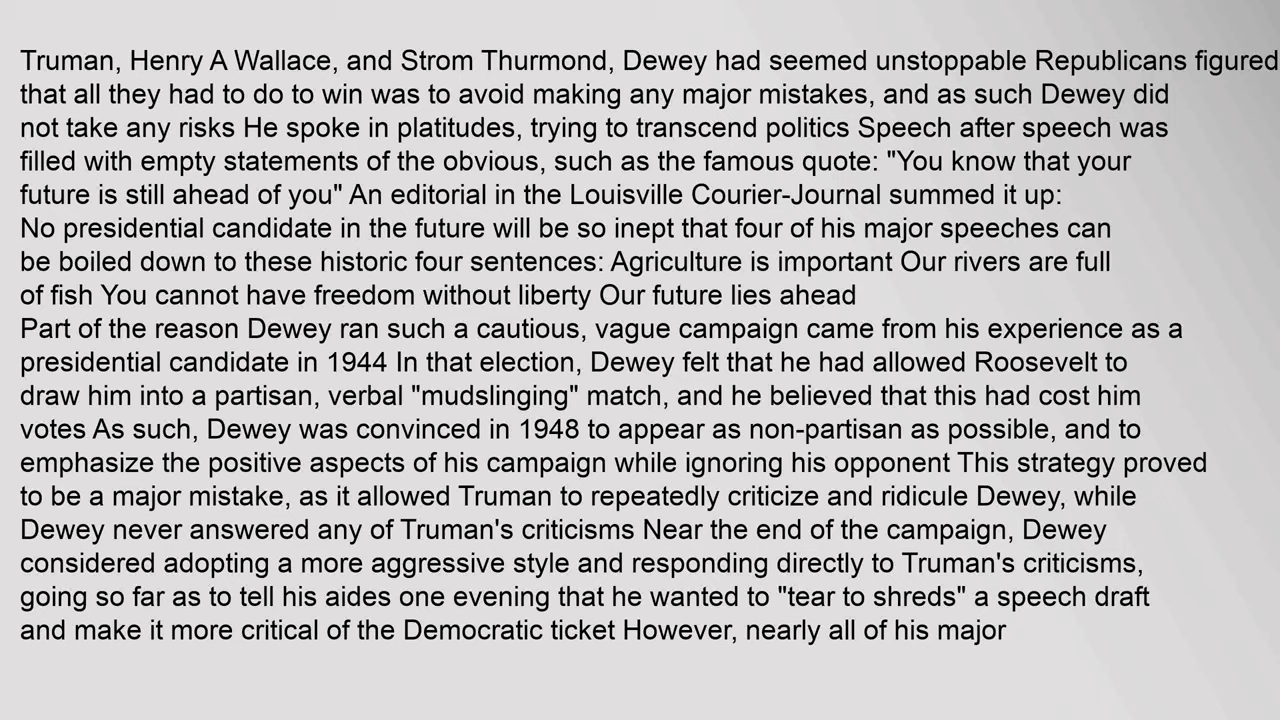 Truman, Henry A Wallace, and Strom Thurmond, Dewey had seemed unstoppable Republicans figured
that all they had to do to win was to avoid making any major mistakes, and as such Dewey did
not take any risks He spoke in platitudes, trying to transcend politics Speech after speech was
filled with empty statements of the obvious, such as the famous quote: "You know that your
future is still ahead of you" An editorial in the Louisville Courier-Journal summed it up:
No presidential candidate in the future will be so inept that four of his major speeches can
be boiled down to these historic four sentences: Agriculture is important Our rivers are full
of fish You cannot have freedom without liberty Our future lies ahead
Part of the reason Dewey ran such a cautious, vague campaign came from his experience as a
presidential candidate in 1944 In that election, Dewey felt that he had allowed Roosevelt to
draw him into a partisan, verbal "mudslinging" match, and he believed that this had cost him
votes As such, Dewey was convinced in 1948 to appear as non-partisan as possible, and to
emphasize the positive aspects of his campaign while ignoring his opponent This strategy proved
to be a major mistake, as it allowed Truman to repeatedly criticize and ridicule Dewey, while
Dewey never answered any of Truman's criticisms Near the end of the campaign, Dewey
considered adopting a more aggressive style and responding directly to Truman's criticisms,
going so far as to tell his aides one evening that he wanted to "tear to shreds" a speech draft
and make it more critical of the Democratic ticket However, nearly all of his major